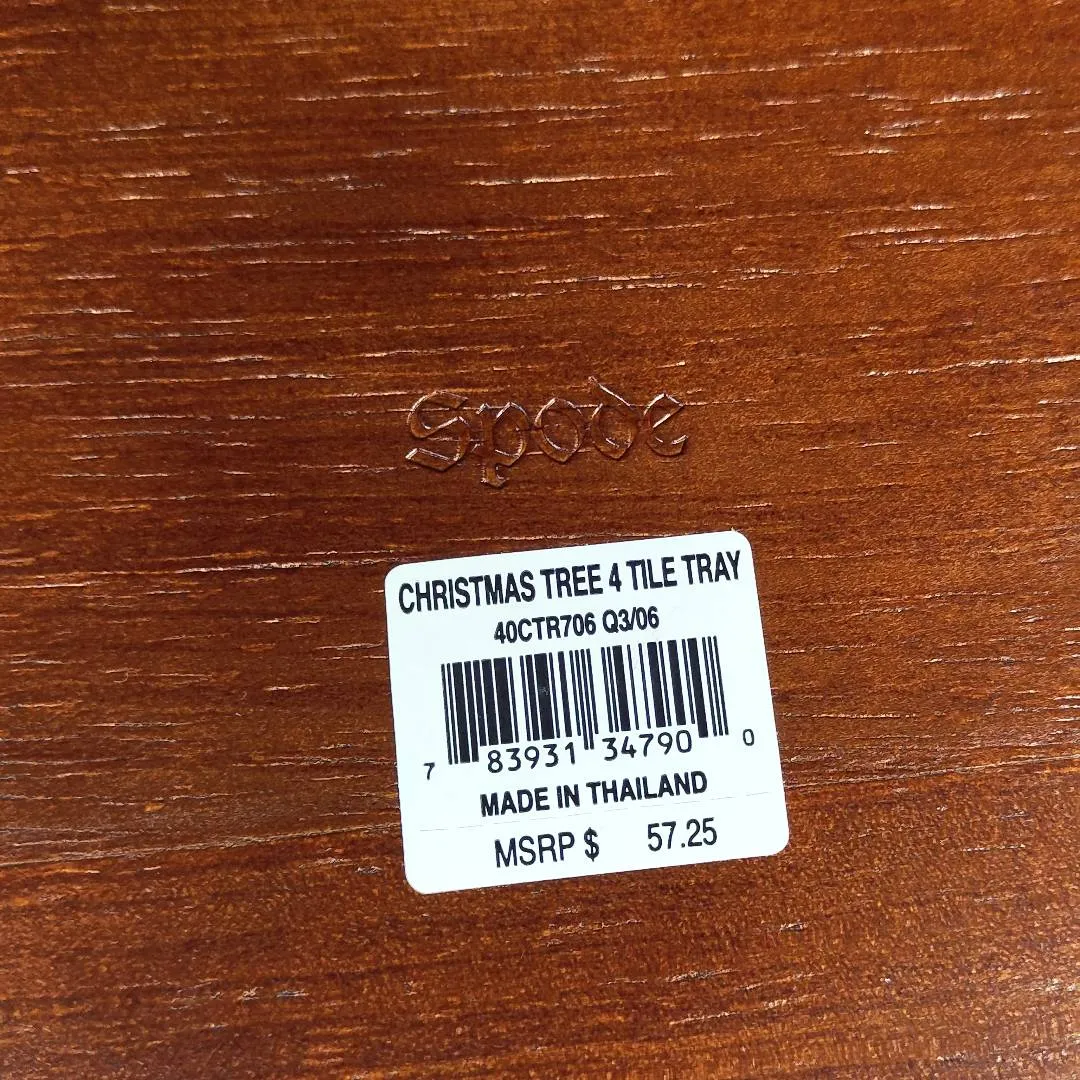 Spode
CHRISTMAS TREE 4 TILE TRAY
40CTR706 Q3/06
7 83931 34790 0
MADE IN THAILAND
MSRP $ 57.25